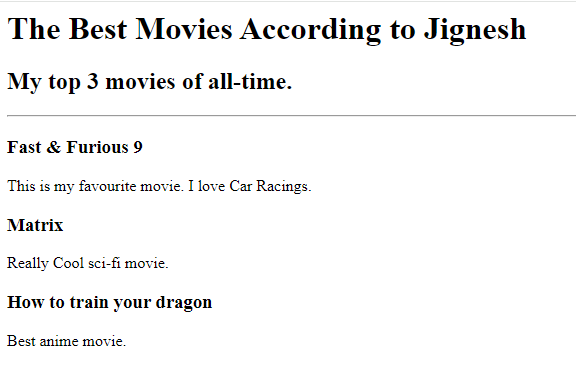 The Best Movies According to Jignesh
My top 3 movies of all-time.
Fast & Furious 9
This is my favourite movie. I love Car Racings.
Matrix
Really Cool sci-fi movie.
How to train your dragon
Best anime movie.